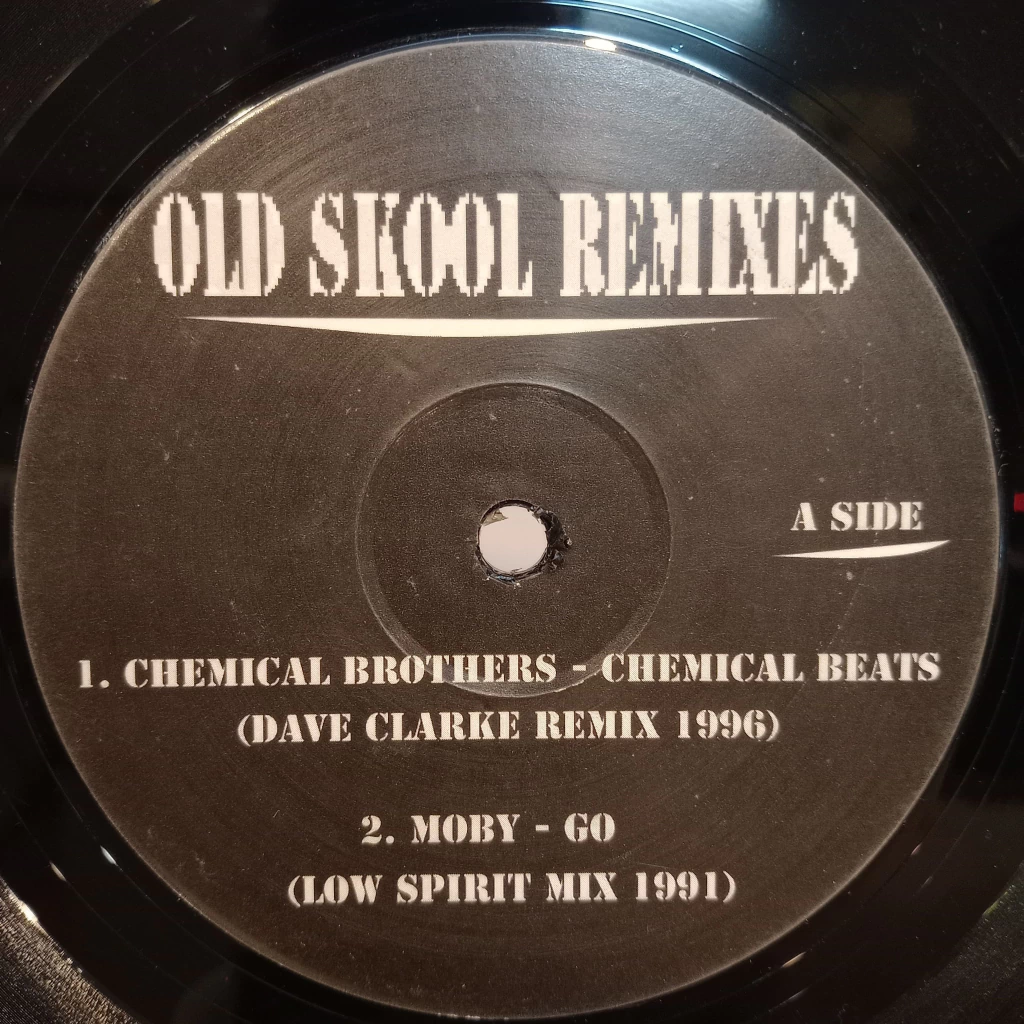 OLD SKOOL REMIXES
A SIDE
1. CHEMICAL BROTHERS - CHEMICAL BEATS
(DAVE CLARKE REMIX 1996)
2. MOBY - GO
(LOW SPIRIT MIX 1991)